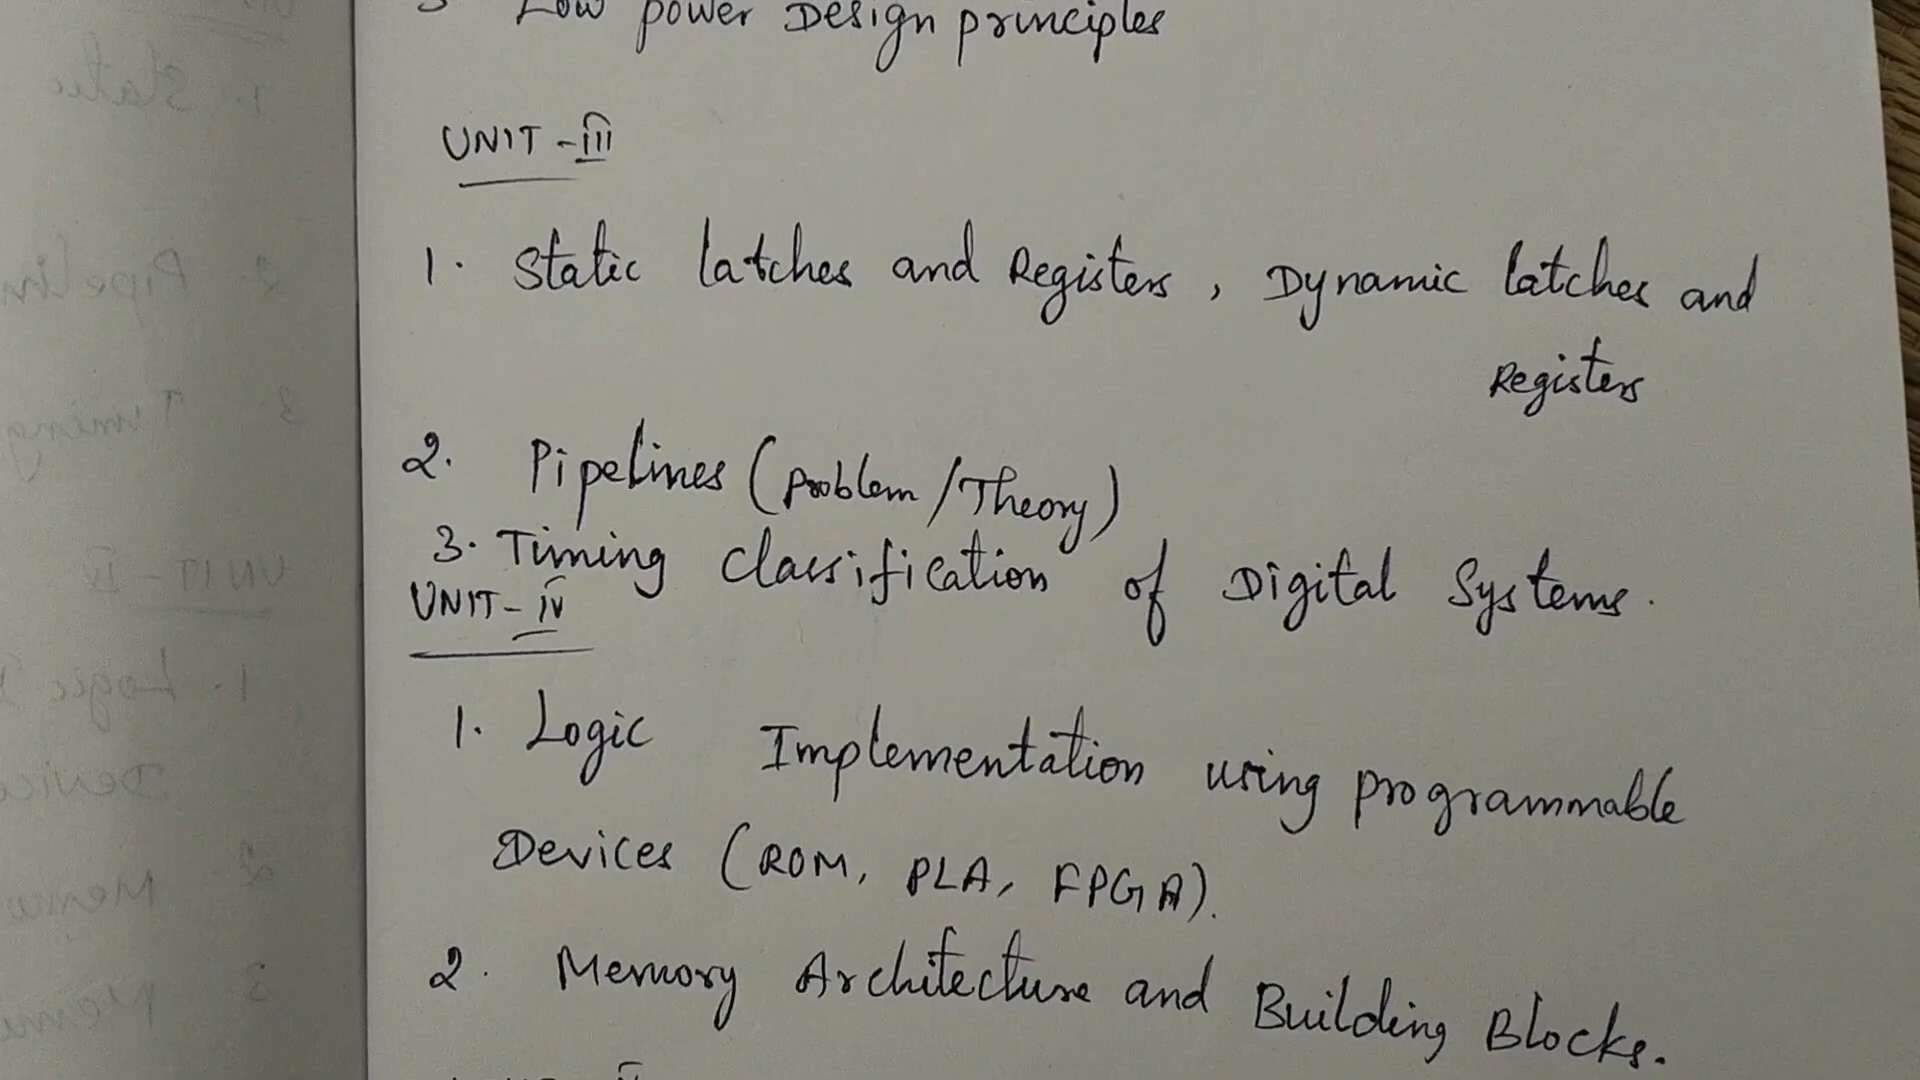 Low power Design principles
UNIT - III
1. Static latches and Registers, Dynamic latches and
Registers
2. Pipelines (Problem/Theory)
3. Timing classification of Digital Systems.
UNIT - IV
1. Logic Implementation using programmable
Devices (ROM, PLA, FPGA).
2. Memory Architecture and Building Blocks.